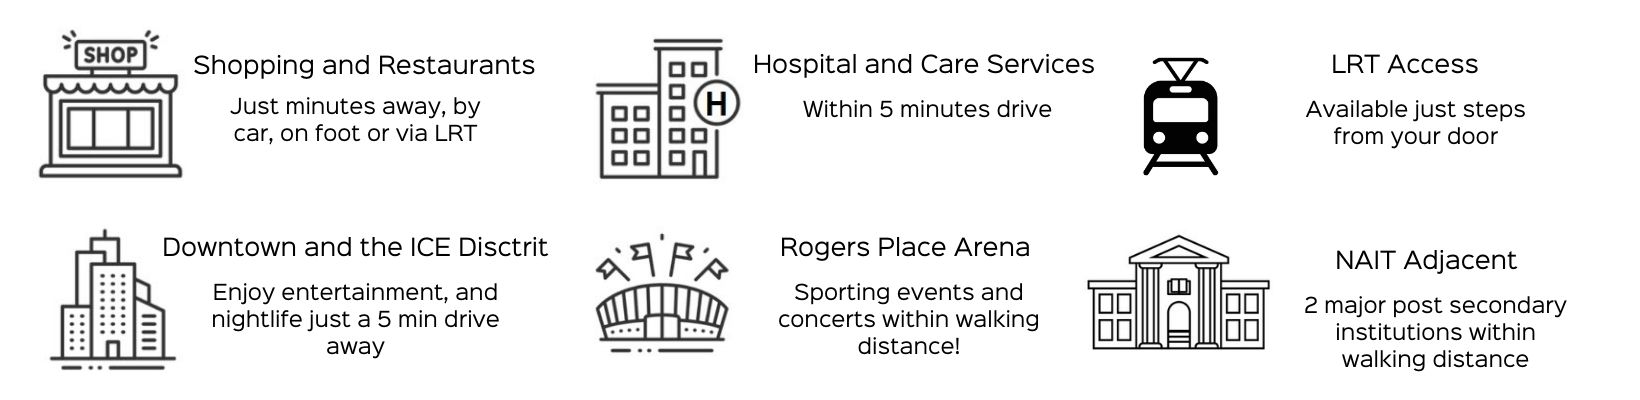 SHOP
Shopping and Restaurants
Just minutes away, by
car, on foot or via LRT
H
Hospital and Care Services
Within 5 minutes drive
LRT Access
Available just steps
from your door
Downtown and the ICE Disctrit
Enjoy entertainment, and
nightlife just a 5 min drive
away
Rogers Place Arena
Sporting events and
concerts within walking
distance!
NAIT Adjacent
2 major post secondary
institutions within
walking distance